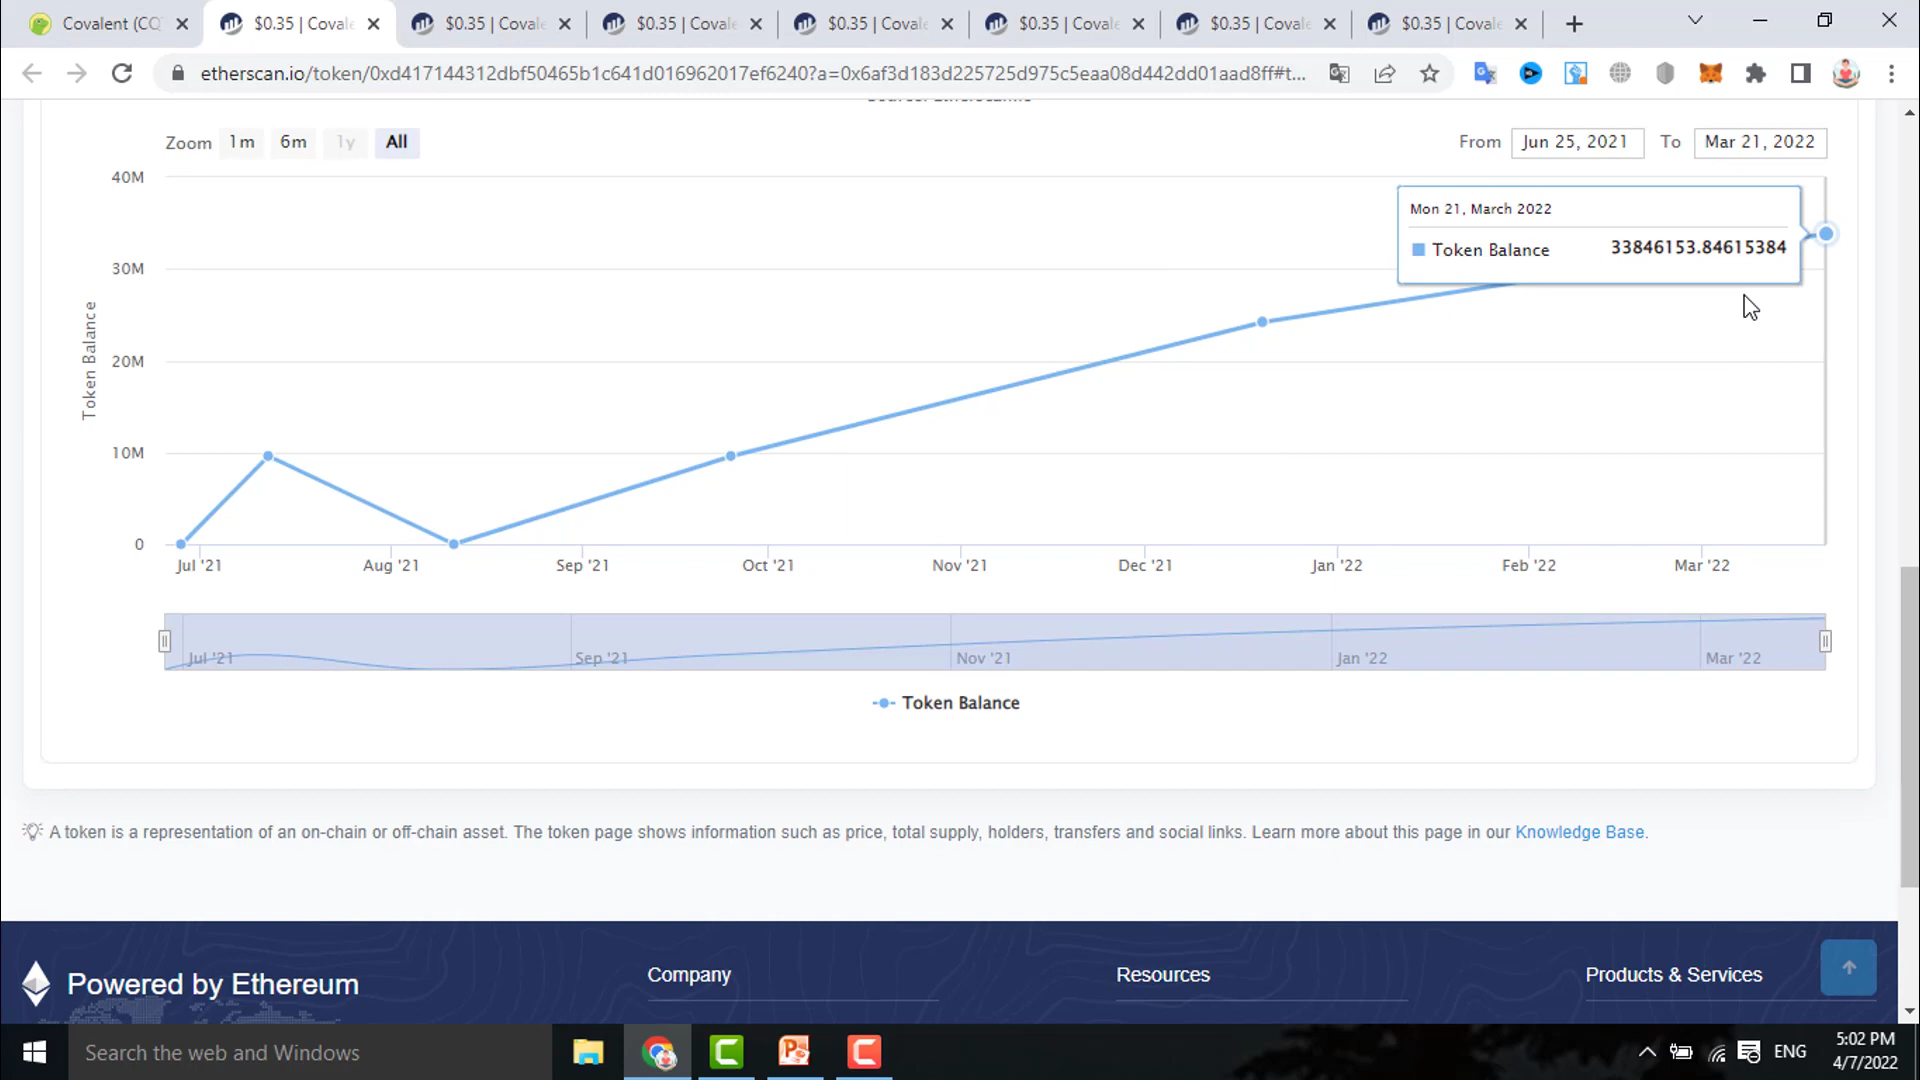 Covalent (CQ
$0.35 | Coval
$0.35 | Covale
$0.35 | Covale
$0.35 | Covale
$0.35 | Covale
$0.35 | Covale
$0.35 | Covale
etherscan.io/token/0xd417144312dbf50465b1c641d016962017ef6240?a=0x6af3d183d225725d975c5eaa08d442dd01aad8ff#t...
Zoom 1m 6m 1y All
From Jun 25, 2021 To Mar 21, 2022
40M
30M
20M
10M
0
Token Balance
Mon 21, March 2022
Token Balance 33846153.84615384
Jul '21 Aug '21 Sep '21 Oct '21 Nov '21 Dec '21 Jan '22 Feb '22 Mar '22
Jul '21 Sep '21 Nov '21 Jan '22 Mar '22
Token Balance
A token is a representation of an on-chain or off-chain asset. The token page shows information such as price, total supply, holders, transfers and social links. Learn more about this page in our Knowledge Base.
Powered by Ethereum
Company
Resources
Products & Services
Search the web and Windows
ENG
5:02 PM
4/7/2022